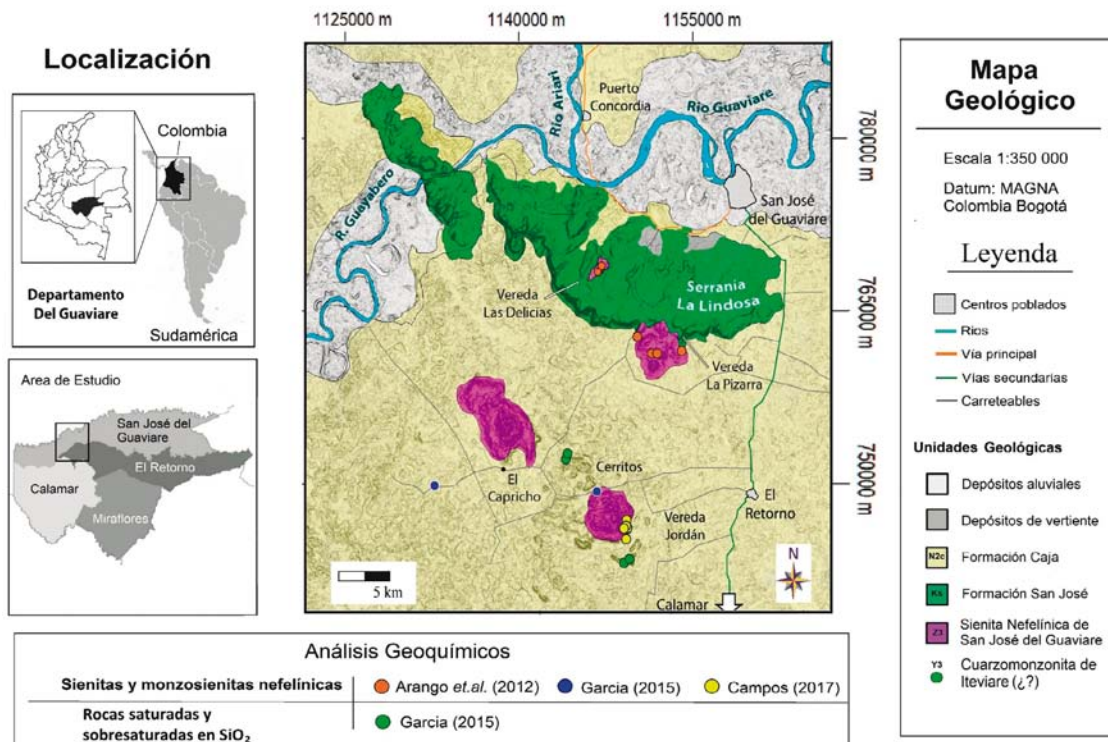 1125000 m
1140000 m
1155000 m
Localización
Colombia
Departamento
Del Guaviare
Sudamérica
Area de Estudio
San José del
Guaviare
El Retorno
Calamar
Miraflores
Puerto
Concordia
Río Ariari
Río Guaviare
R. Guayabero
San José
del Guaviare
Vereda
Las Delicias
Serranía
La Lindosa
Vereda
La Pizarra
El
Capricho
Cerritos
Vereda
Jordán
El
Retorno
5 km
Calamar
N
78000 m
765000 m
75000 m
Mapa
Geológico
Escala 1:350 000
Datum: MAGNA
Colombia Bogotá
Leyenda
Centros poblados
Rios
Vía principal
Vías secundarias
Carreteables
Unidades Geológicas
Depósitos aluviales
Depósitos de vertiente
N2c Formación Caja
Formación San José
Z3 Sienita Nefelínica de
San José del Guaviare
Y3 Cuarzomonzonita de
Iteviare (¿?)
Análisis Geoquímicos
Sienitas y monzosienitas nefelínicas Arango et.al. (2012) Garcia (2015) Campos (2017)
Rocas saturadas y
sobresaturadas en SiO₂ Garcia (2015)